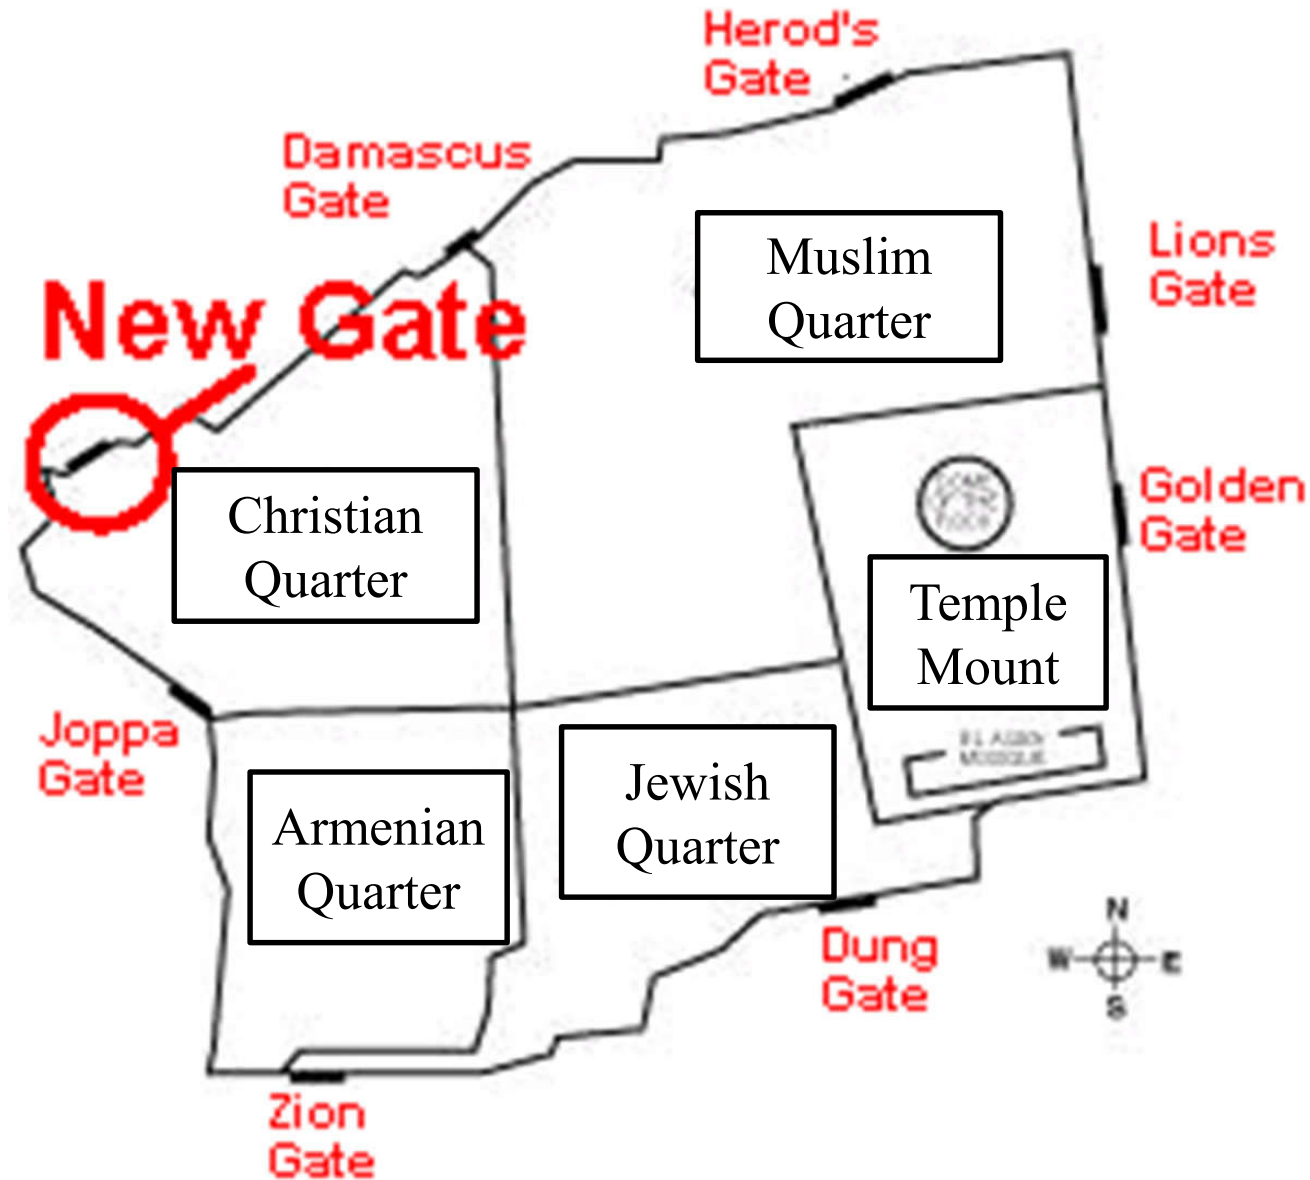 Herod's
Gate
Damascus
Gate
Muslim
Quarter
Lions
Gate
New Gate
Christian
Quarter
Golden
Gate
Temple
Mount
Joppa
Gate
Armenian
Quarter
Jewish
Quarter
MOSQUE
Dung
Gate
N
W
E
S
Zion
Gate